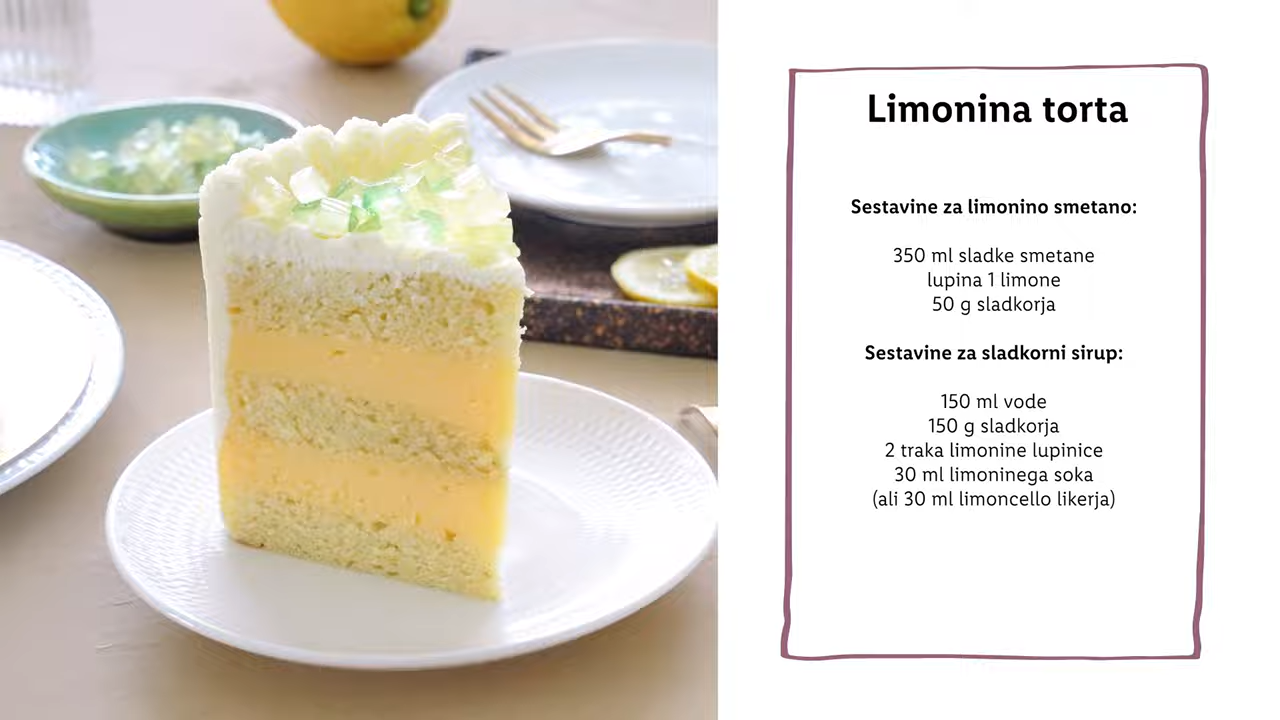 Limonina torta
Sestavine za limonino smetano:
350 ml sladke smetane
lupina 1 limone
50 g sladkorja
Sestavine za sladkorni sirup:
150 ml vode
150 g sladkorja
2 traka limonine lupinice
30 ml limoninega soka
(ali 30 ml limoncello likerja)